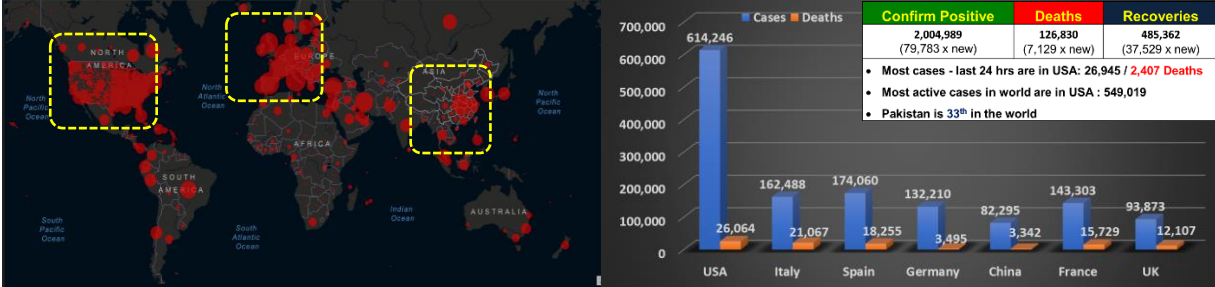 NORTH
AMERICA
EUROPE
ASIA
North
Pacific
Ocean
North
Atlantic
Ocean
North
Pacific
Ocean
AFRICA
SOUTH
AMERICA
Indian
Ocean
AUSTRALIA
South
Pacific
Ocean
South
Atlantic
Ocean
Cases Deaths
700,000
600,000
500,000
400,000
300,000
200,000
100,000
0
614,246
26,064
162,488
21,067
174,060
18,255
132,210
3,495
82,295
3,342
143,303
15,729
93,873
12,107
USA Italy Spain Germany China France UK
Confirm Positive Deaths Recoveries
2,004,989 126,830 485,362
(79,783 x new) (7,129 x new) (37,529 x new)
• Most cases - last 24 hrs are in USA: 26,945 / 2,407 Deaths
• Most active cases in world are in USA : 549,019
• Pakistan is 33th in the world